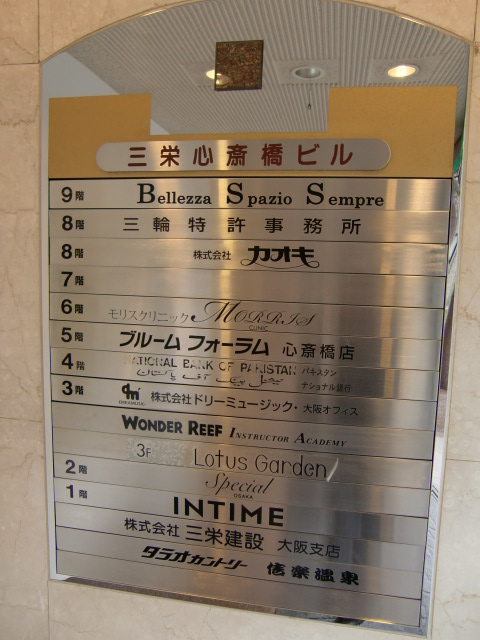 三栄心斎橋ビル
9階 Bellezza Spazio Sempre
8階 三輪特許事務所
8階 株式会社 カオキ
7階
6階 モリスクリニック MORRIS
CLINIC
5階 ブルーム フォーラム 心斎橋店
4階 NATIONAL BANK OF PAKISTAN パキスタン
نیشنل بینک آف پاکستان ナショナル銀行
3階 株式会社ドリーミュージック・大阪オフィス
WONDER REEF INSTRUCTOR ACADEMY
3F Lotus Garden
2階 Special
OSAKA
1階 INTIME
株式会社 三栄建設 大阪支店
タラオカントリー 信楽温泉